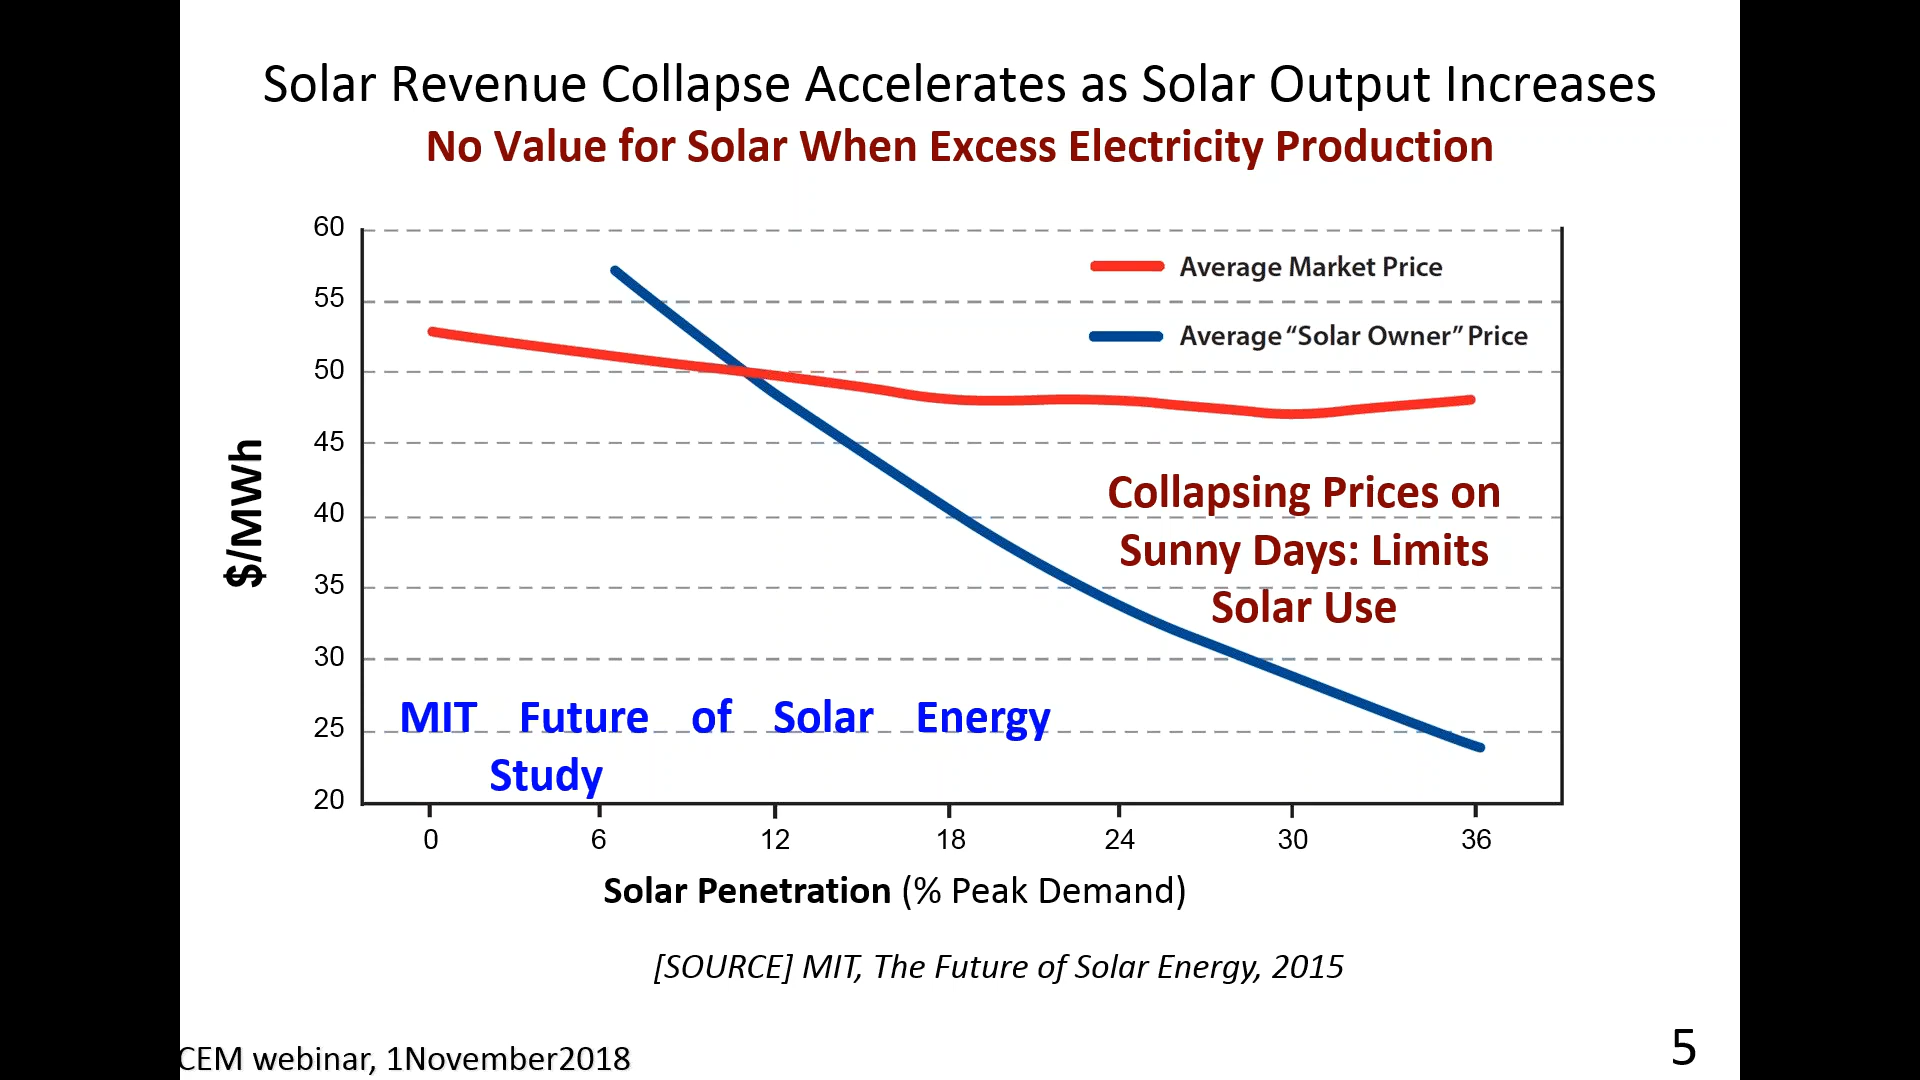 Solar Revenue Collapse Accelerates as Solar Output Increases
No Value for Solar When Excess Electricity Production
60
55
50
45
40
35
30
25
20
$/MWh
Average Market Price
Average “Solar Owner” Price
Collapsing Prices on
Sunny Days: Limits
Solar Use
MIT Future of Solar Energy
Study
0 6 12 18 24 30 36
Solar Penetration (% Peak Demand)
[SOURCE] MIT, The Future of Solar Energy, 2015
CEM webinar, 1November2018
5